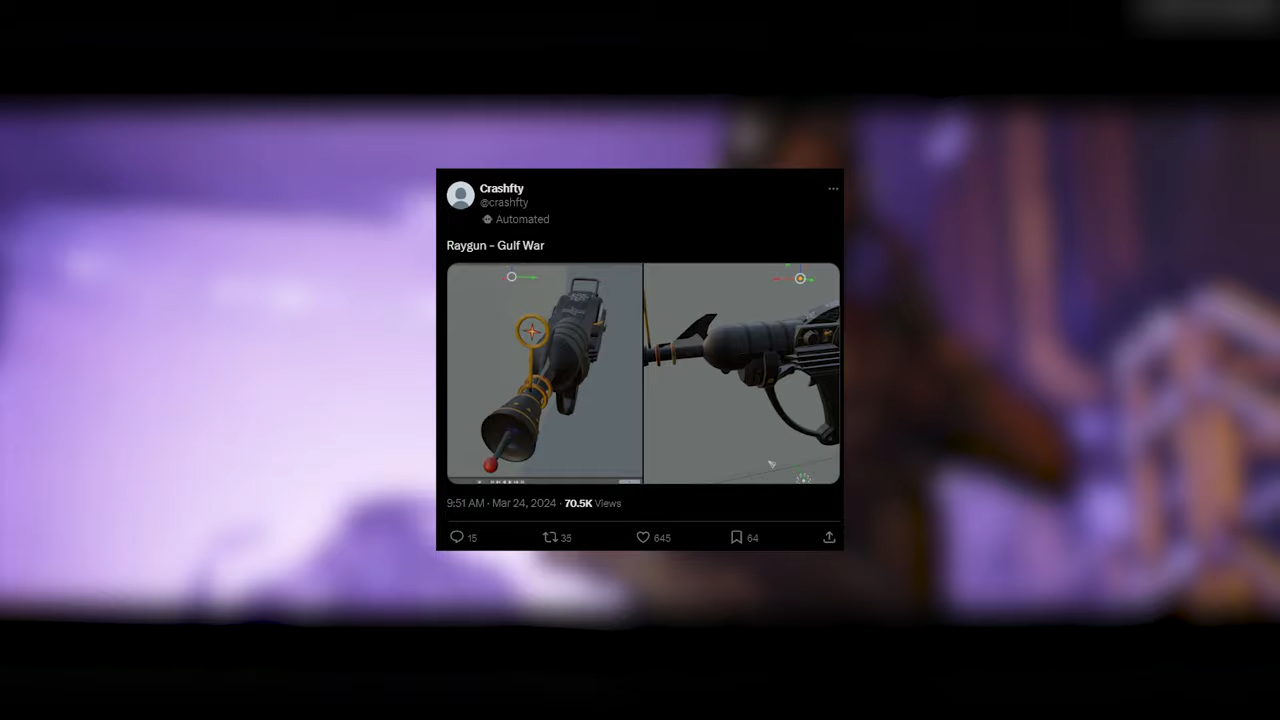 Crashfty
@crashfty
Automated
Raygun - Gulf War
9:51 AM · Mar 24, 2024 · 70.5K Views
15 35 645 64